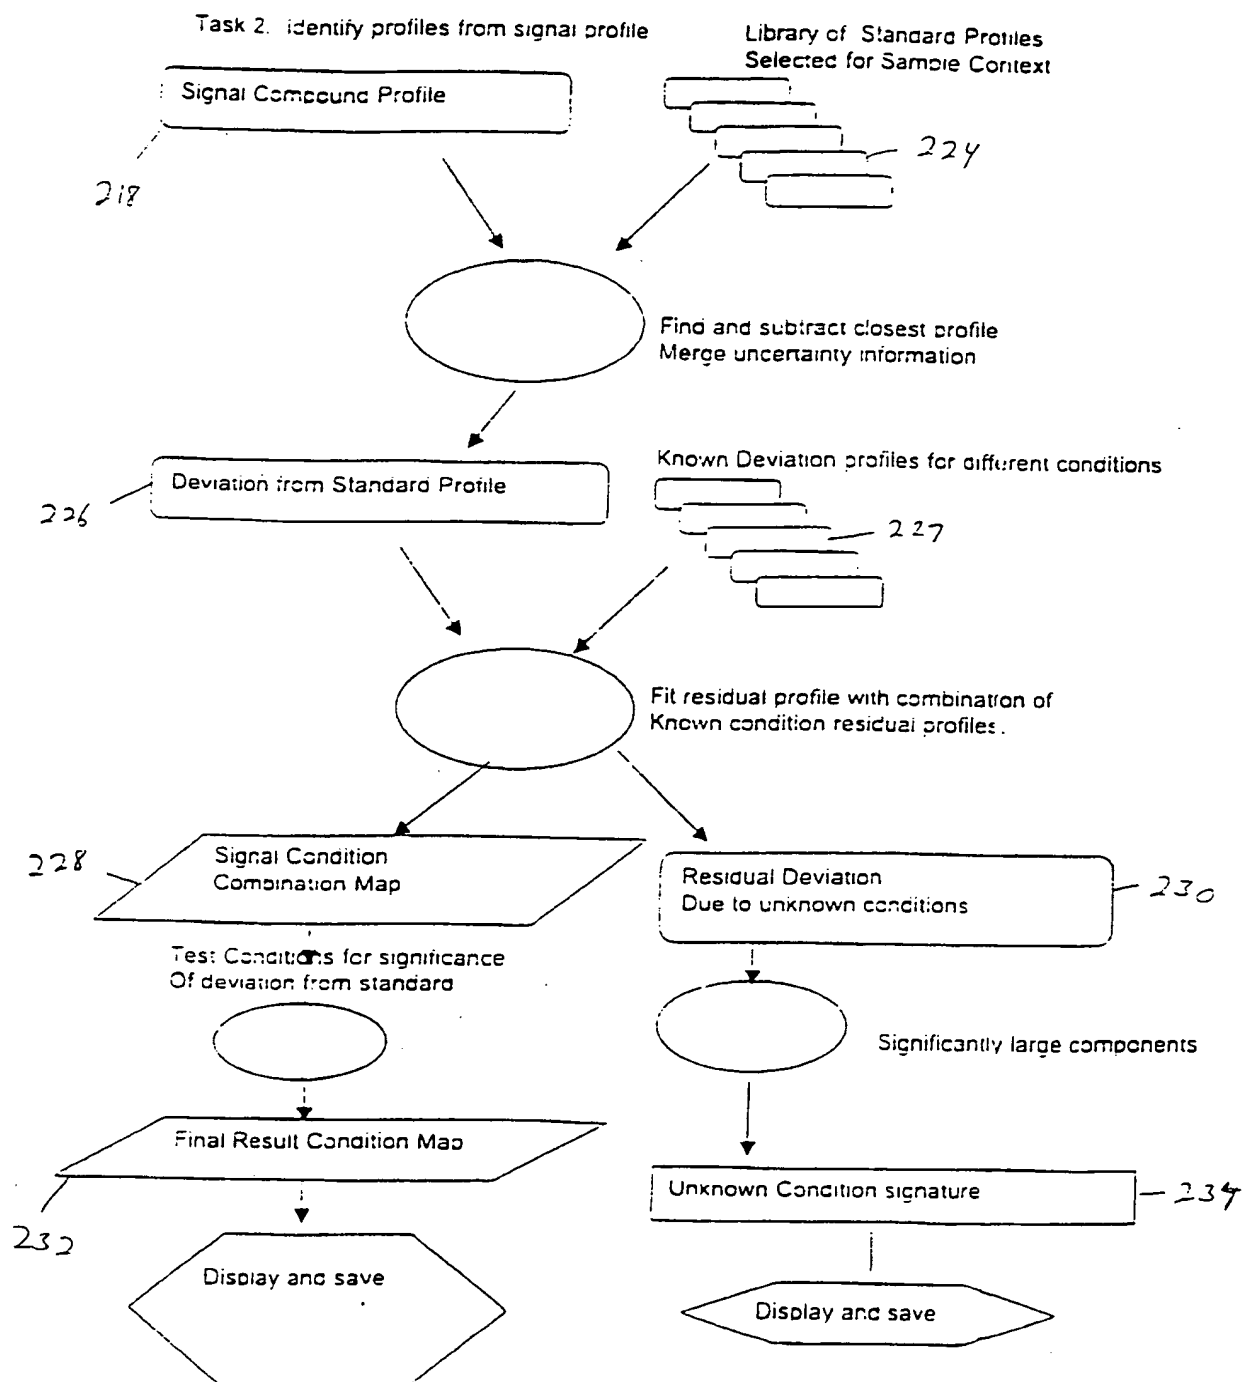 Task 2. Identify profiles from signal profile
Library of Standard Profiles
Selected for Sample Context
Signal Compound Profile
224
218
Find and subtract closest profile
Merge uncertainty information
Known Deviation profiles for different conditions
Deviation from Standard Profile
226
227
Fit residual profile with combination of
Known condition residual profiles.
228
Signal Condition
Combination Map
Residual Deviation
Due to unknown conditions
230
Test Conditions for significance
Of deviation from standard
Significantly large components
Final Result Condition Map
Unknown Condition signature
234
232
Display and save
Display and save